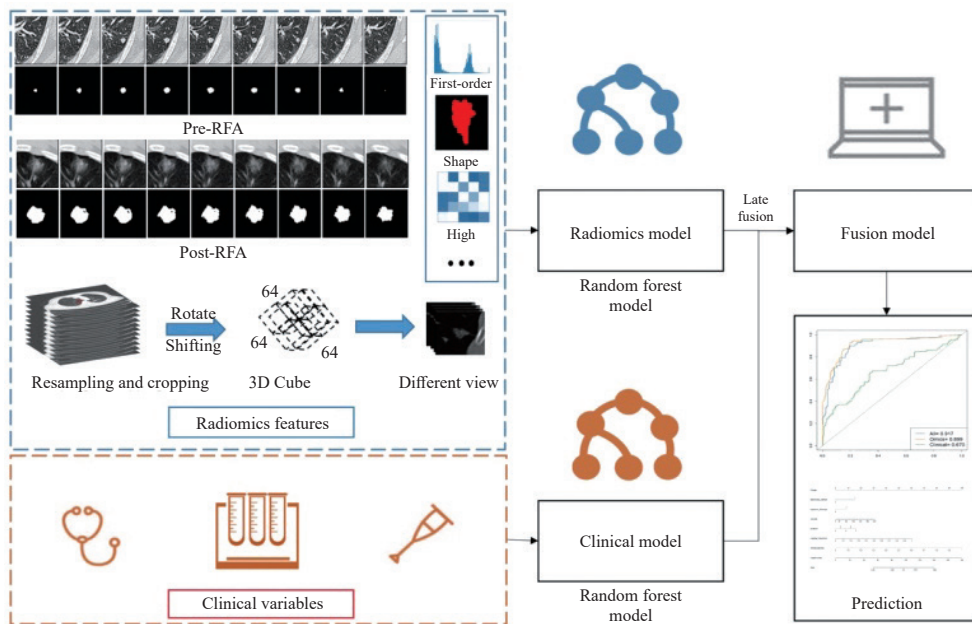 Pre-RFA
Post-RFA
First-order
Shape
High
Rotate
Shifting
64
64
64
Resampling and cropping
3D Cube
Different view
Radiomics features
Clinical variables
Radiomics model
Random forest
model
Clinical model
Random forest
model
Late
fusion
Fusion model
Prediction